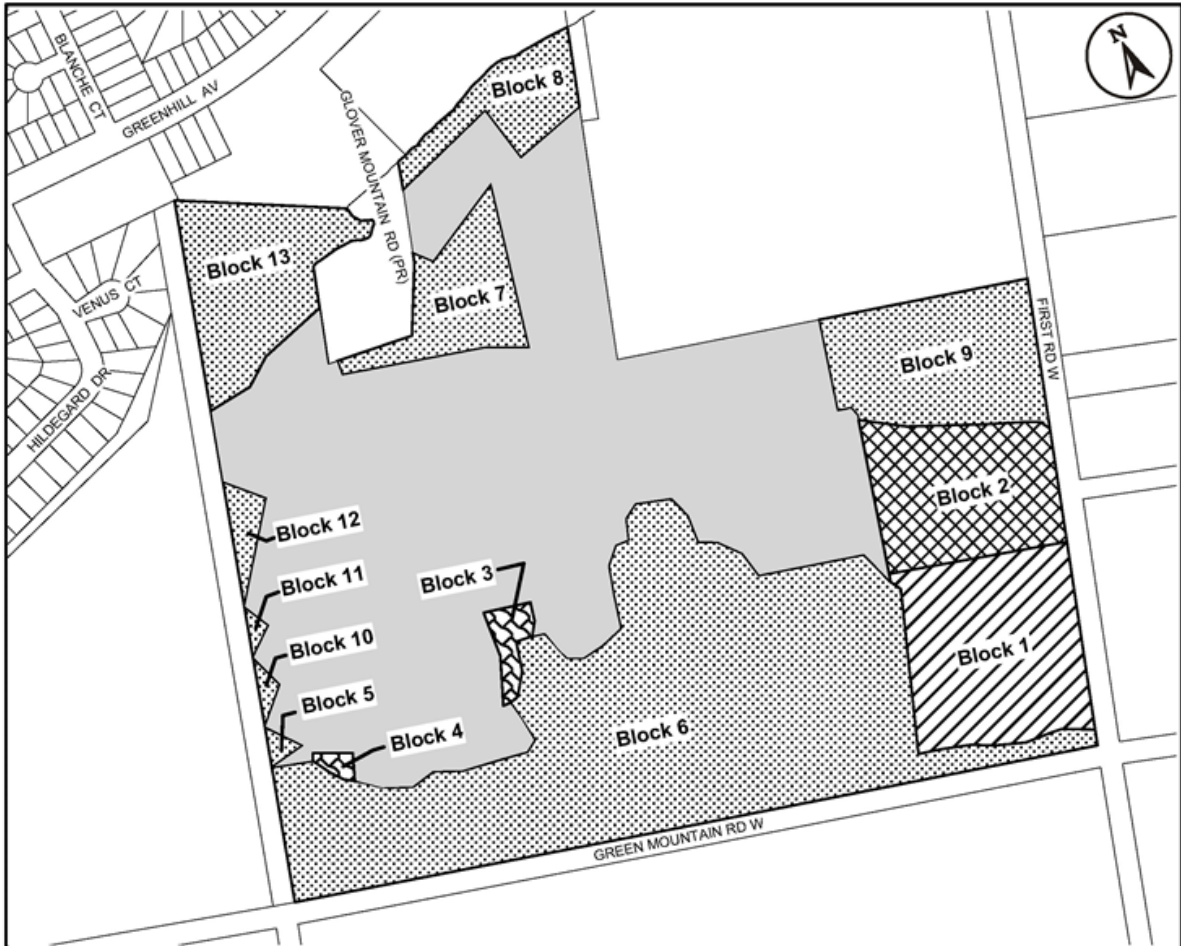 N
BLANCHE CT
GREENHILL AV
GLOVER MOUNTAIN RD (PR)
Block 8
Block 13
VENUS CT
Block 7
FIRST RD W
Block 9
HILDEGARD DR
Block 2
Block 12
Block 11
Block 3
Block 10
Block 1
Block 5
Block 4
Block 6
GREEN MOUNTAIN RD W